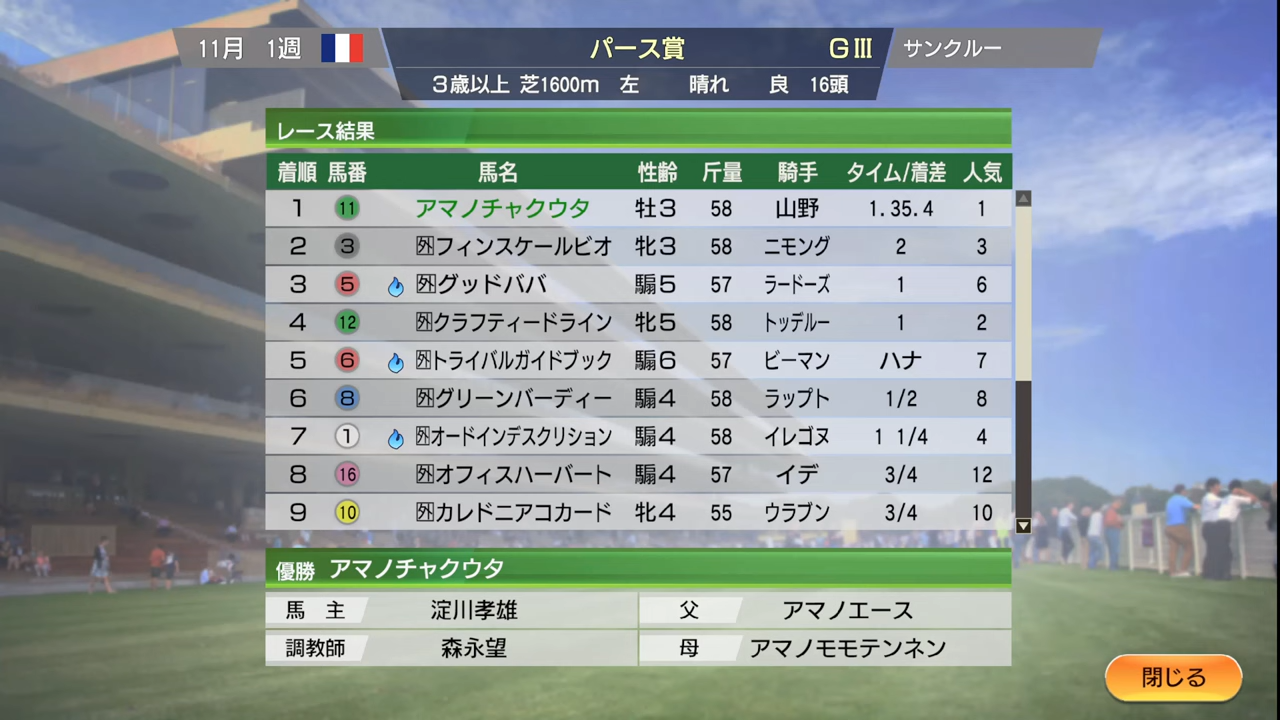 11月 1週 パース賞 GⅢ サンクルー
3歳以上 芝1600m 左 晴れ 良 16頭
レース結果
着順 馬番 馬名 性齢 斤量 騎手 タイム/着差 人気
1 11 アマノチャクウタ 牡3 58 山野 1.35.4 1
2 3 外フィンスケールビオ 牝3 58 ニモング 2 3
3 5 外グッドババ 騸5 57 ラードーズ 1 6
4 12 外クラフティードライン 牝5 58 トッデルー 1 2
5 6 外トライバルガイドブック 騸6 57 ビーマン ハナ 7
6 8 外グリーンバーディー 騸4 58 ラップト 1/2 8
7 1 外オードインデスクリション 騸4 58 イレゴヌ 1 1/4 4
8 16 外オフィスハーバート 騸4 57 イデ 3/4 12
9 10 外カレドニアコカード 牝4 55 ウラブン 3/4 10
優勝 アマノチャクウタ
馬主 淀川孝雄 父 アマノエース
調教師 森永望 母 アマノモモテンネン
閉じる